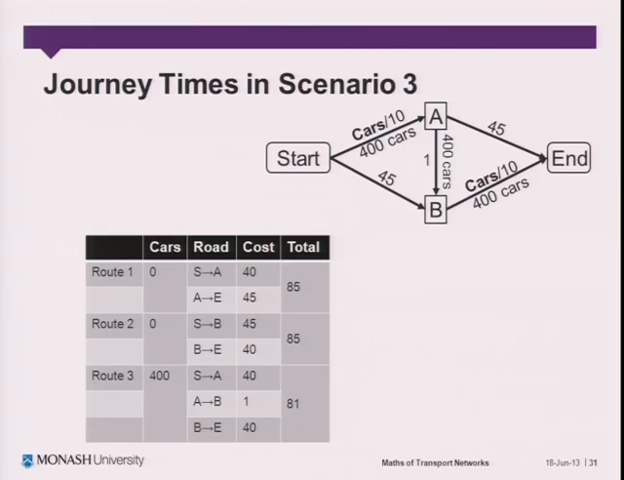 Journey Times in Scenario 3
Cars/10
400 cars
A
45
Start
1
400 cars
End
45
Cars/10
400 cars
B
Cars Road Cost Total
Route 1 0 S→A 40 85
A→E 45
Route 2 0 S→B 45 85
B→E 40
Route 3 400 S→A 40 81
A→B 1
B→E 40
MONASH University
Maths of Transport Networks
18-Jun-13 | 31